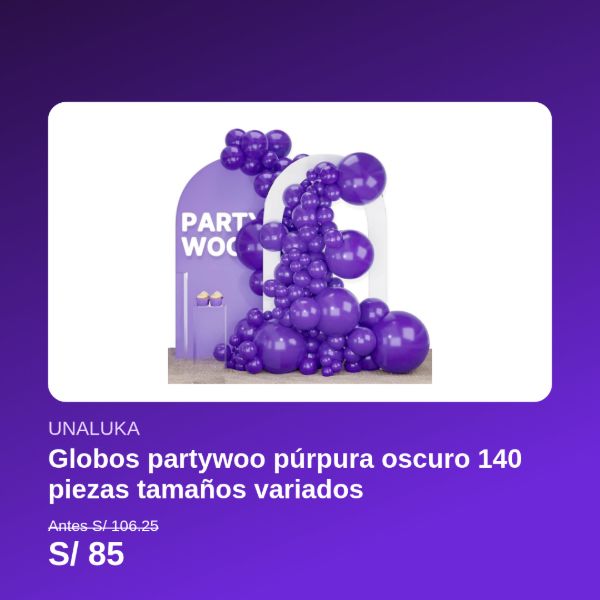 PARTY
WOO
UNALUKA
Globos partywoo púrpura oscuro 140
piezas tamaños variados
Antes S/ 106.25
S/ 85